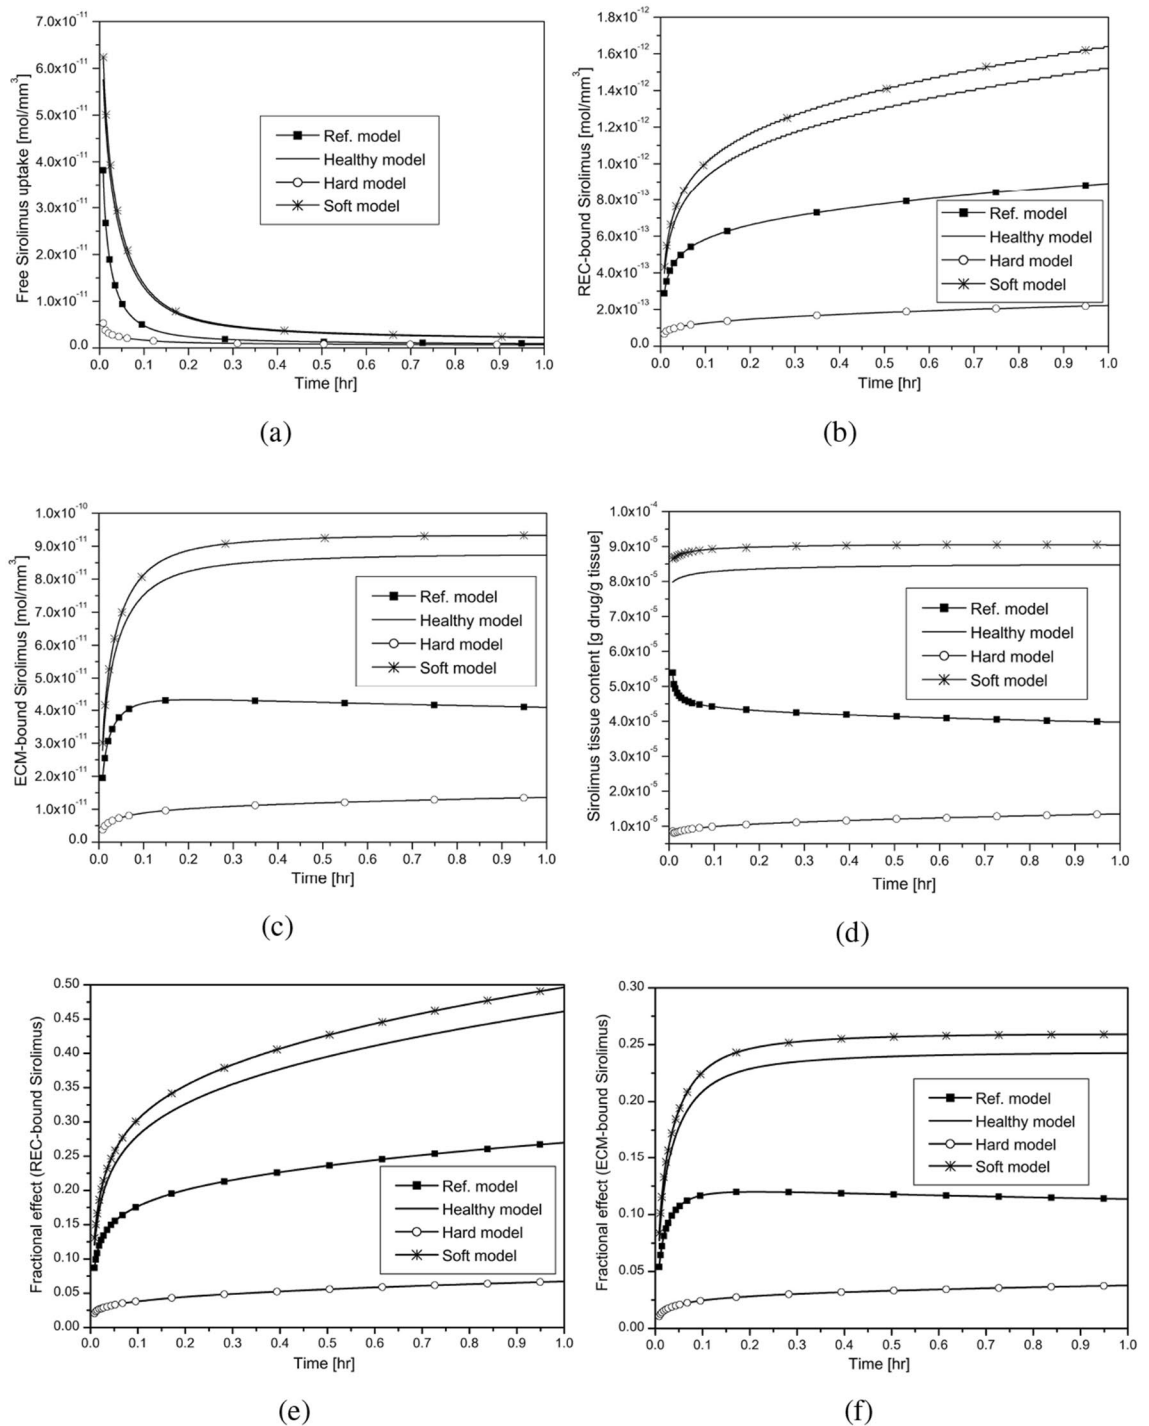 Free Sirolimus uptake [mol/mm³]
7.0x10⁻¹¹
6.0x10⁻¹¹
5.0x10⁻¹¹
4.0x10⁻¹¹
3.0x10⁻¹¹
2.0x10⁻¹¹
1.0x10⁻¹¹
0.0
Ref. model
Healthy model
Hard model
Soft model
0.0 0.1 0.2 0.3 0.4 0.5 0.6 0.7 0.8 0.9 1.0
Time [hr]
(a)
REC-bound Sirolimus [mol/mm³]
1.8x10⁻¹²
1.6x10⁻¹²
1.4x10⁻¹²
1.2x10⁻¹²
1.0x10⁻¹²
8.0x10⁻¹³
6.0x10⁻¹³
4.0x10⁻¹³
2.0x10⁻¹³
0.0
Ref. model
Healthy model
Hard model
Soft model
0.0 0.1 0.2 0.3 0.4 0.5 0.6 0.7 0.8 0.9 1.0
Time [hr]
(b)
ECM-bound Sirolimus [mol/mm³]
1.0x10⁻¹⁰
9.0x10⁻¹¹
8.0x10⁻¹¹
7.0x10⁻¹¹
6.0x10⁻¹¹
5.0x10⁻¹¹
4.0x10⁻¹¹
3.0x10⁻¹¹
2.0x10⁻¹¹
1.0x10⁻¹¹
0.0
Ref. model
Healthy model
Hard model
Soft model
0.0 0.1 0.2 0.3 0.4 0.5 0.6 0.7 0.8 0.9 1.0
Time [hr]
(c)
Sirolimus tissue content [g drug/g tissue]
1.0x10⁻⁴
9.0x10⁻⁵
8.0x10⁻⁵
7.0x10⁻⁵
6.0x10⁻⁵
5.0x10⁻⁵
4.0x10⁻⁵
3.0x10⁻⁵
2.0x10⁻⁵
1.0x10⁻⁵
Ref. model
Healthy model
Hard model
Soft model
0.0 0.1 0.2 0.3 0.4 0.5 0.6 0.7 0.8 0.9 1.0
Time [hr]
(d)
Fractional effect (REC-bound Sirolimus)
0.50
0.45
0.40
0.35
0.30
0.25
0.20
0.15
0.10
0.05
0.00
Ref. model
Healthy model
Hard model
Soft model
0.0 0.1 0.2 0.3 0.4 0.5 0.6 0.7 0.8 0.9 1.0
Time [hr]
(e)
Fractional effect (ECM-bound Sirolimus)
0.30
0.25
0.20
0.15
0.10
0.05
0.00
Ref. model
Healthy model
Hard model
Soft model
0.0 0.1 0.2 0.3 0.4 0.5 0.6 0.7 0.8 0.9 1.0
Time [hr]
(f)